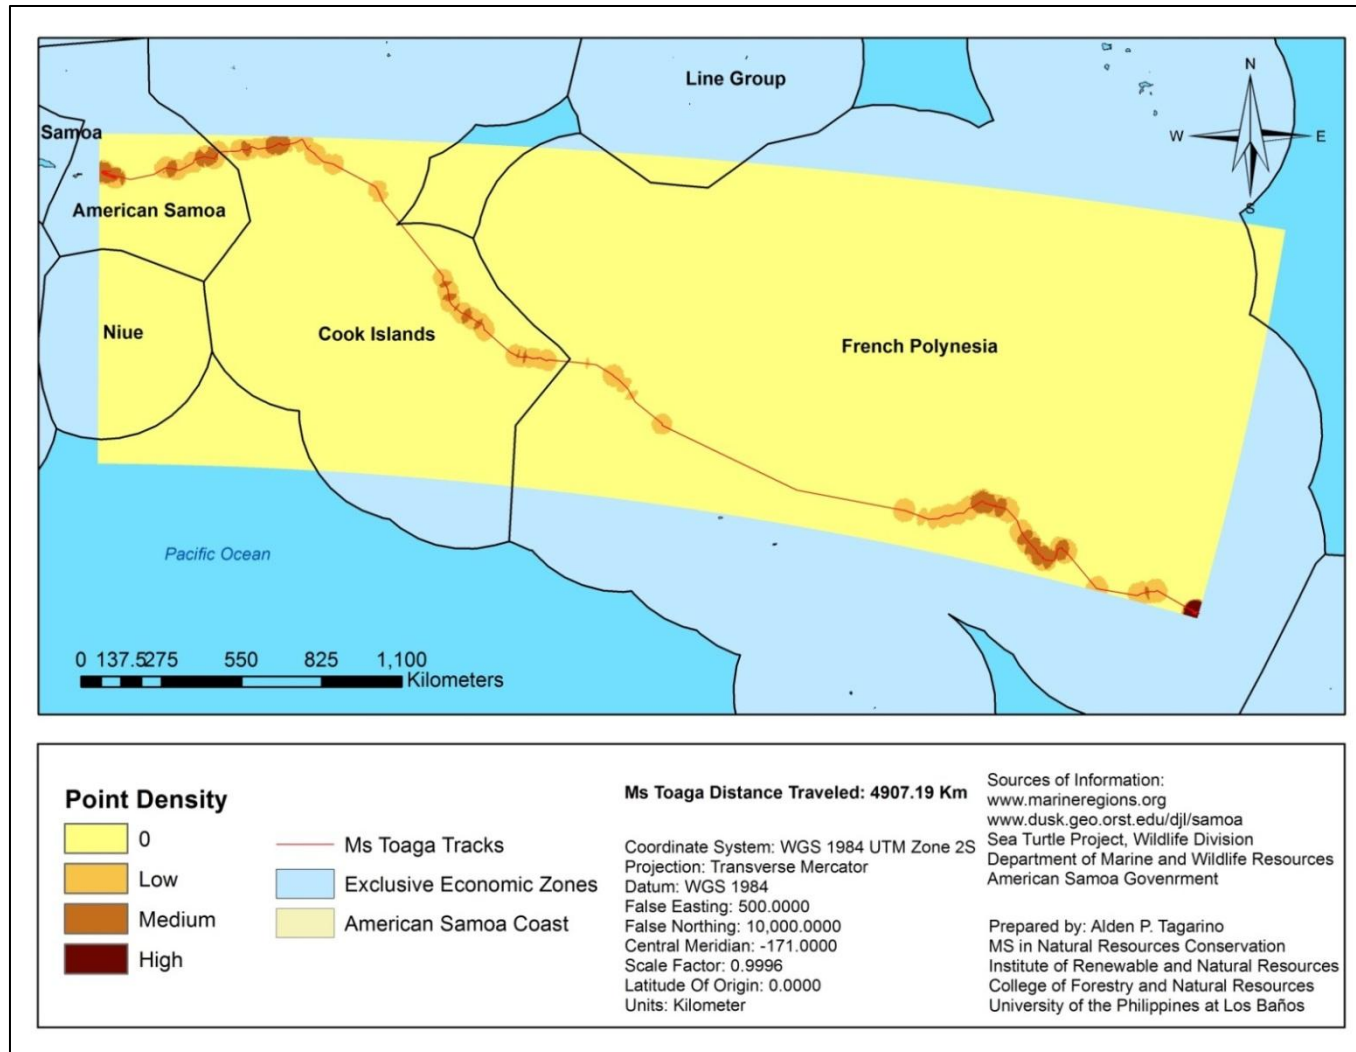 Line Group
N
Samoa
W
E
S
American Samoa
Niue
Cook Islands
French Polynesia
Pacific Ocean
0 137.5 275 550 825 1,100
Kilometers
Point Density
0
Low
Medium
High
Ms Toaga Tracks
Exclusive Economic Zones
American Samoa Coast
Ms Toaga Distance Traveled: 4907.19 Km
Coordinate System: WGS 1984 UTM Zone 2S
Projection: Transverse Mercator
Datum: WGS 1984
False Easting: 500.0000
False Northing: 10,000.0000
Central Meridian: -171.0000
Scale Factor: 0.9996
Latitude Of Origin: 0.0000
Units: Kilometer
Sources of Information:
www.marineregions.org
www.dusk.geo.orst.edu/djl/samoa
Sea Turtle Project, Wildlife Division
Department of Marine and Wildlife Resources
American Samoa Govenrment
Prepared by: Alden P. Tagarino
MS in Natural Resources Conservation
Institute of Renewable and Natural Resources
College of Forestry and Natural Resources
University of the Philippines at Los Baños